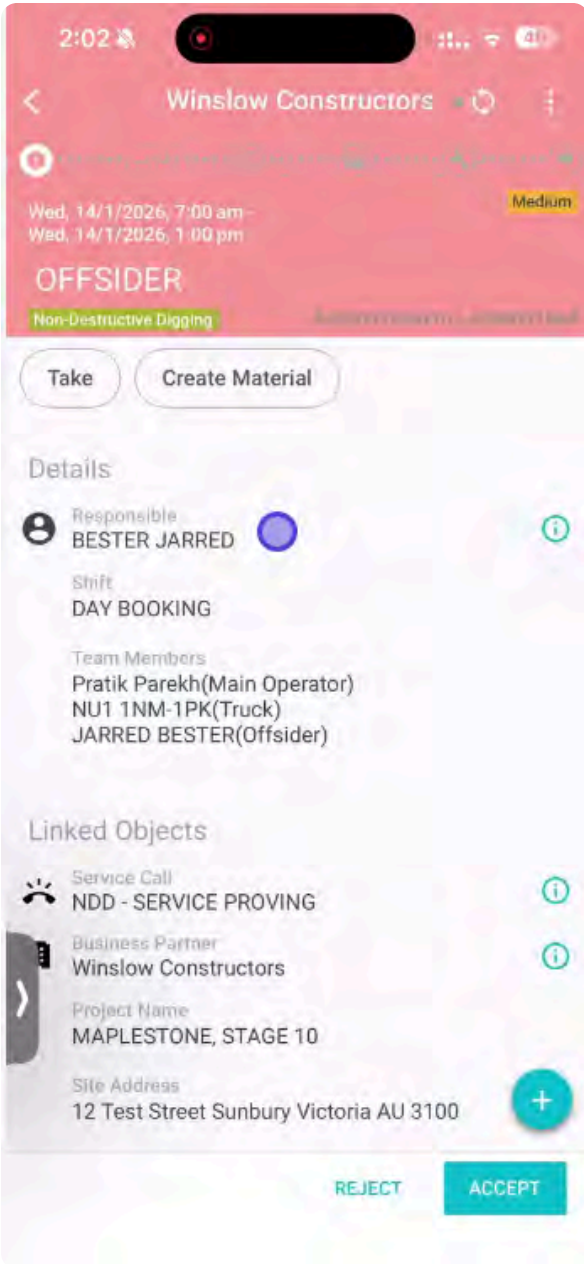 2:02
Winslow Constructors
Wed, 14/1/2026, 7:00 am -
Wed, 14/1/2026, 1:00 pm
Medium
OFFSIDER
Non-Destructive Digging
Take
Create Material
Details
Responsible
BESTER JARRED
Shift
DAY BOOKING
Team Members
Pratik Parekh(Main Operator)
NU1 1NM-1PK(Truck)
JARRED BESTER(Offsider)
Linked Objects
Service Call
NDD - SERVICE PROVING
Business Partner
Winslow Constructors
Project Name
MAPLESTONE, STAGE 10
Site Address
12 Test Street Sunbury Victoria AU 3100
REJECT
ACCEPT